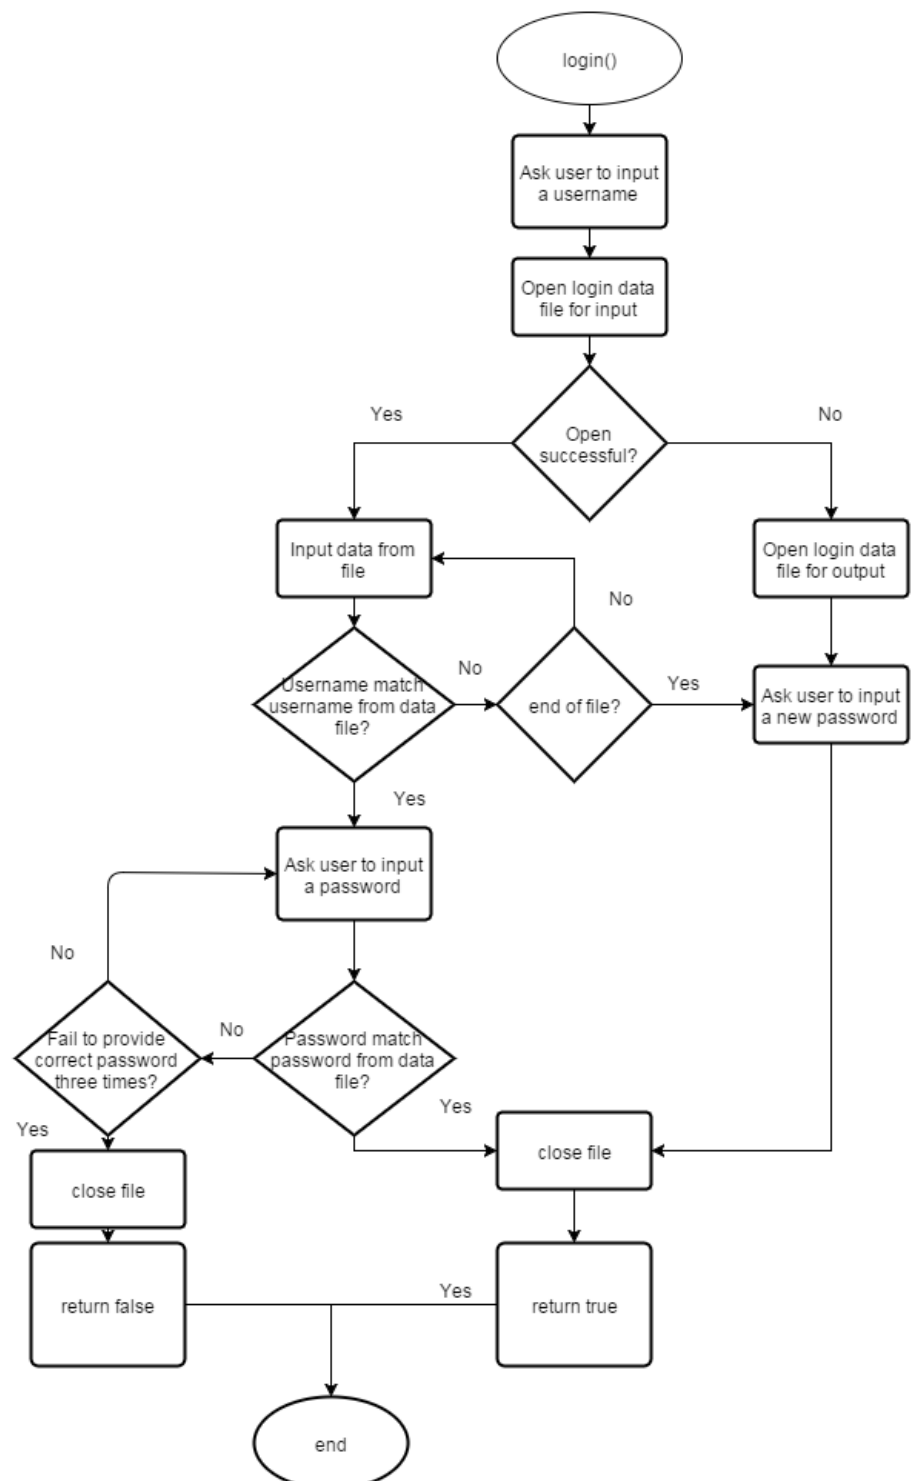 login()
Ask user to input
a username
Open login data
file for input
Open
successful?
Yes
No
Input data from
file
Open login data
file for output
No
Username match
username from data
file?
No
end of file?
Yes
Ask user to input
a new password
Yes
Ask user to input
a password
No
Fail to provide
correct password
three times?
No
Password match
password from data
file?
Yes
Yes
close file
close file
return false
Yes
return true
end